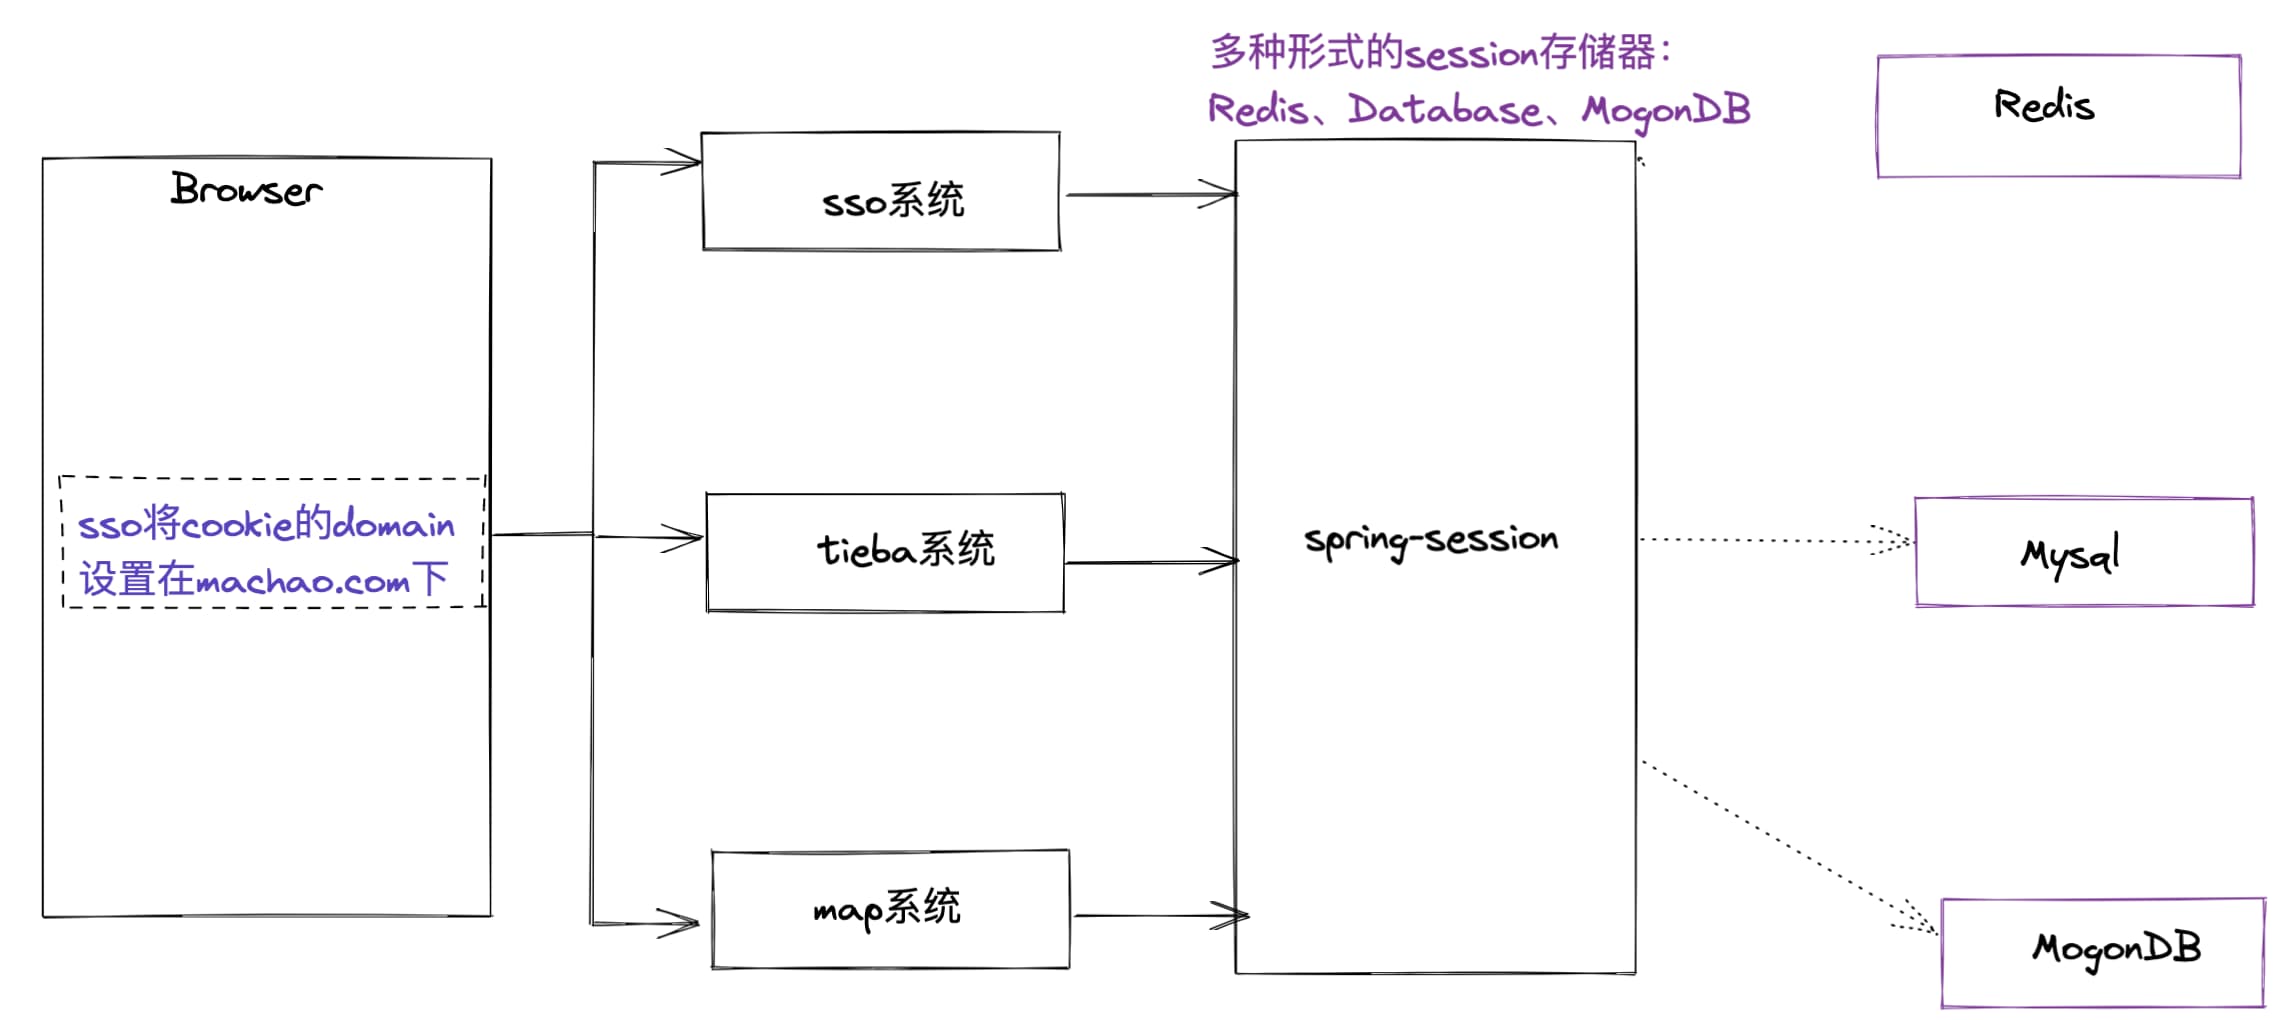 多种形式的session存储器：
Redis、Database、MogonDB
Redis
Browser
sso系统
sso将cookie的domain
设置在machao.com下
tieba系统
spring-session
Mysal
map系统
MogonDB